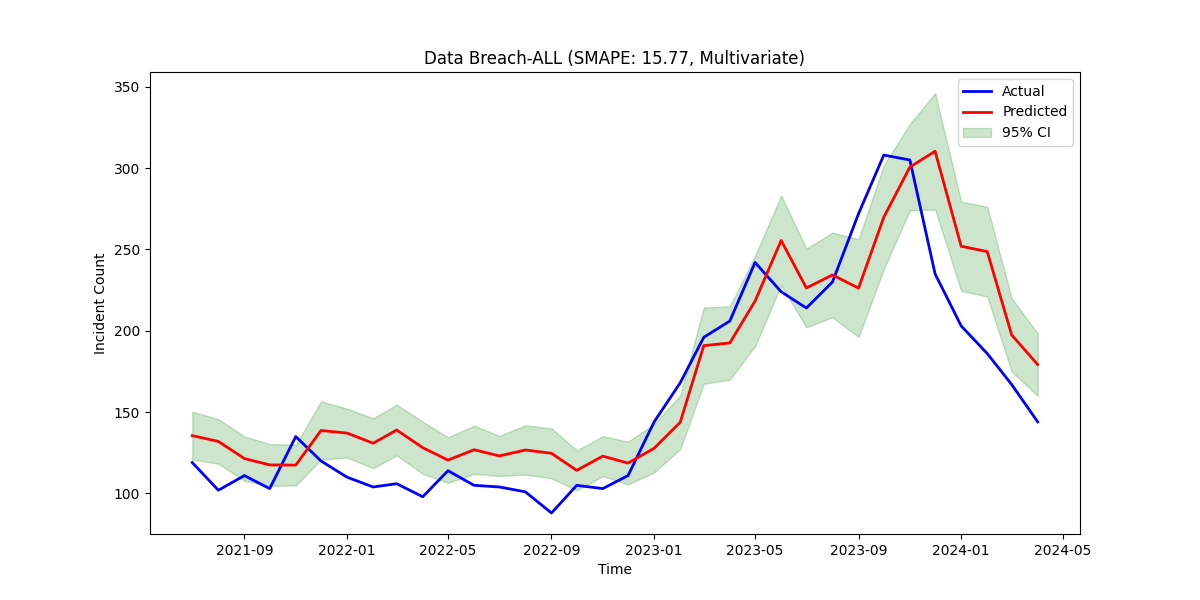 Data Breach-ALL (SMAPE: 15.77, Multivariate)
Actual
Predicted
95% CI
Incident Count
350
300
250
200
150
100
2021-09 2022-01 2022-05 2022-09 2023-01 2023-05 2023-09 2024-01 2024-05
Time